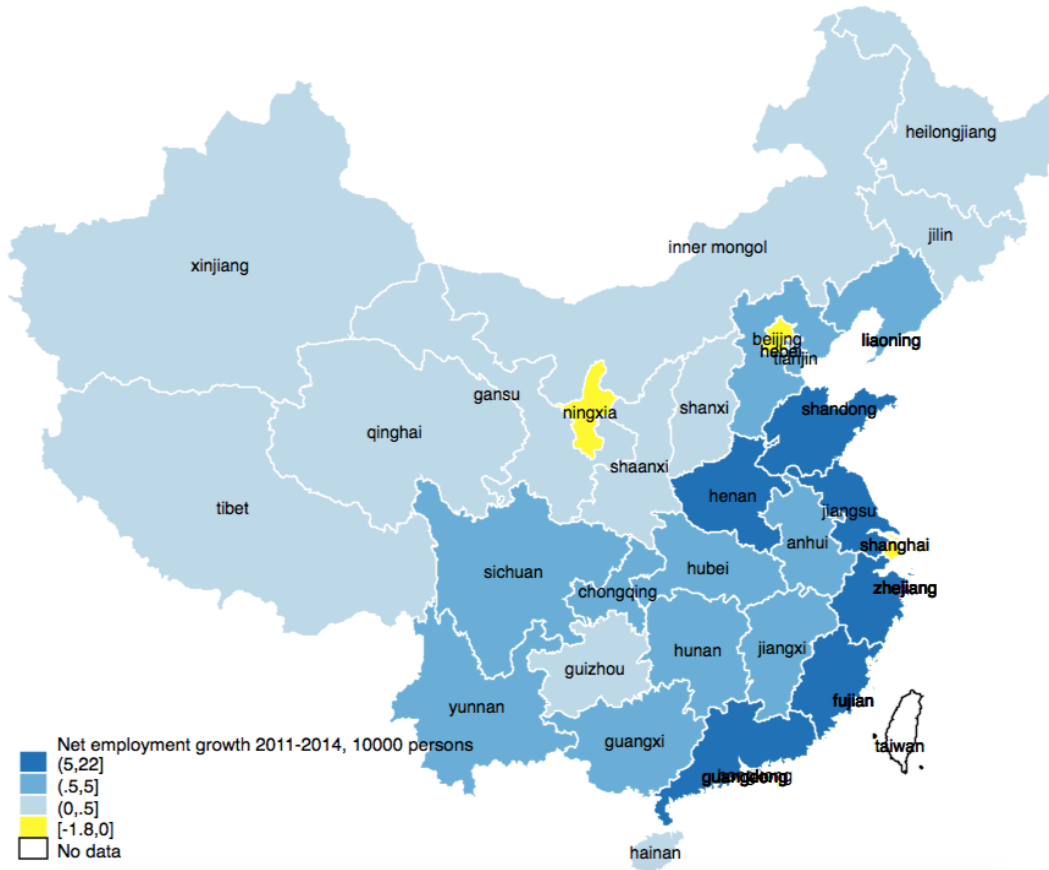 heilongjiang
jilin
inner mongol
xinjiang
beijing
liaoning
hebei
tianjin
gansu
ningxia
shanxi
shandong
qinghai
shaanxi
henan
tibet
jiangsu
anhui
shanghai
sichuan
hubei
chongqing
zhejiang
hunan
jiangxi
guizhou
yunnan
fujian
guangxi
taiwan
Net employment growth 2011-2014, 10000 persons
(5,22]
(.5,5]
(0,.5]
[-1.8,0]
No data
guangdong
hainan